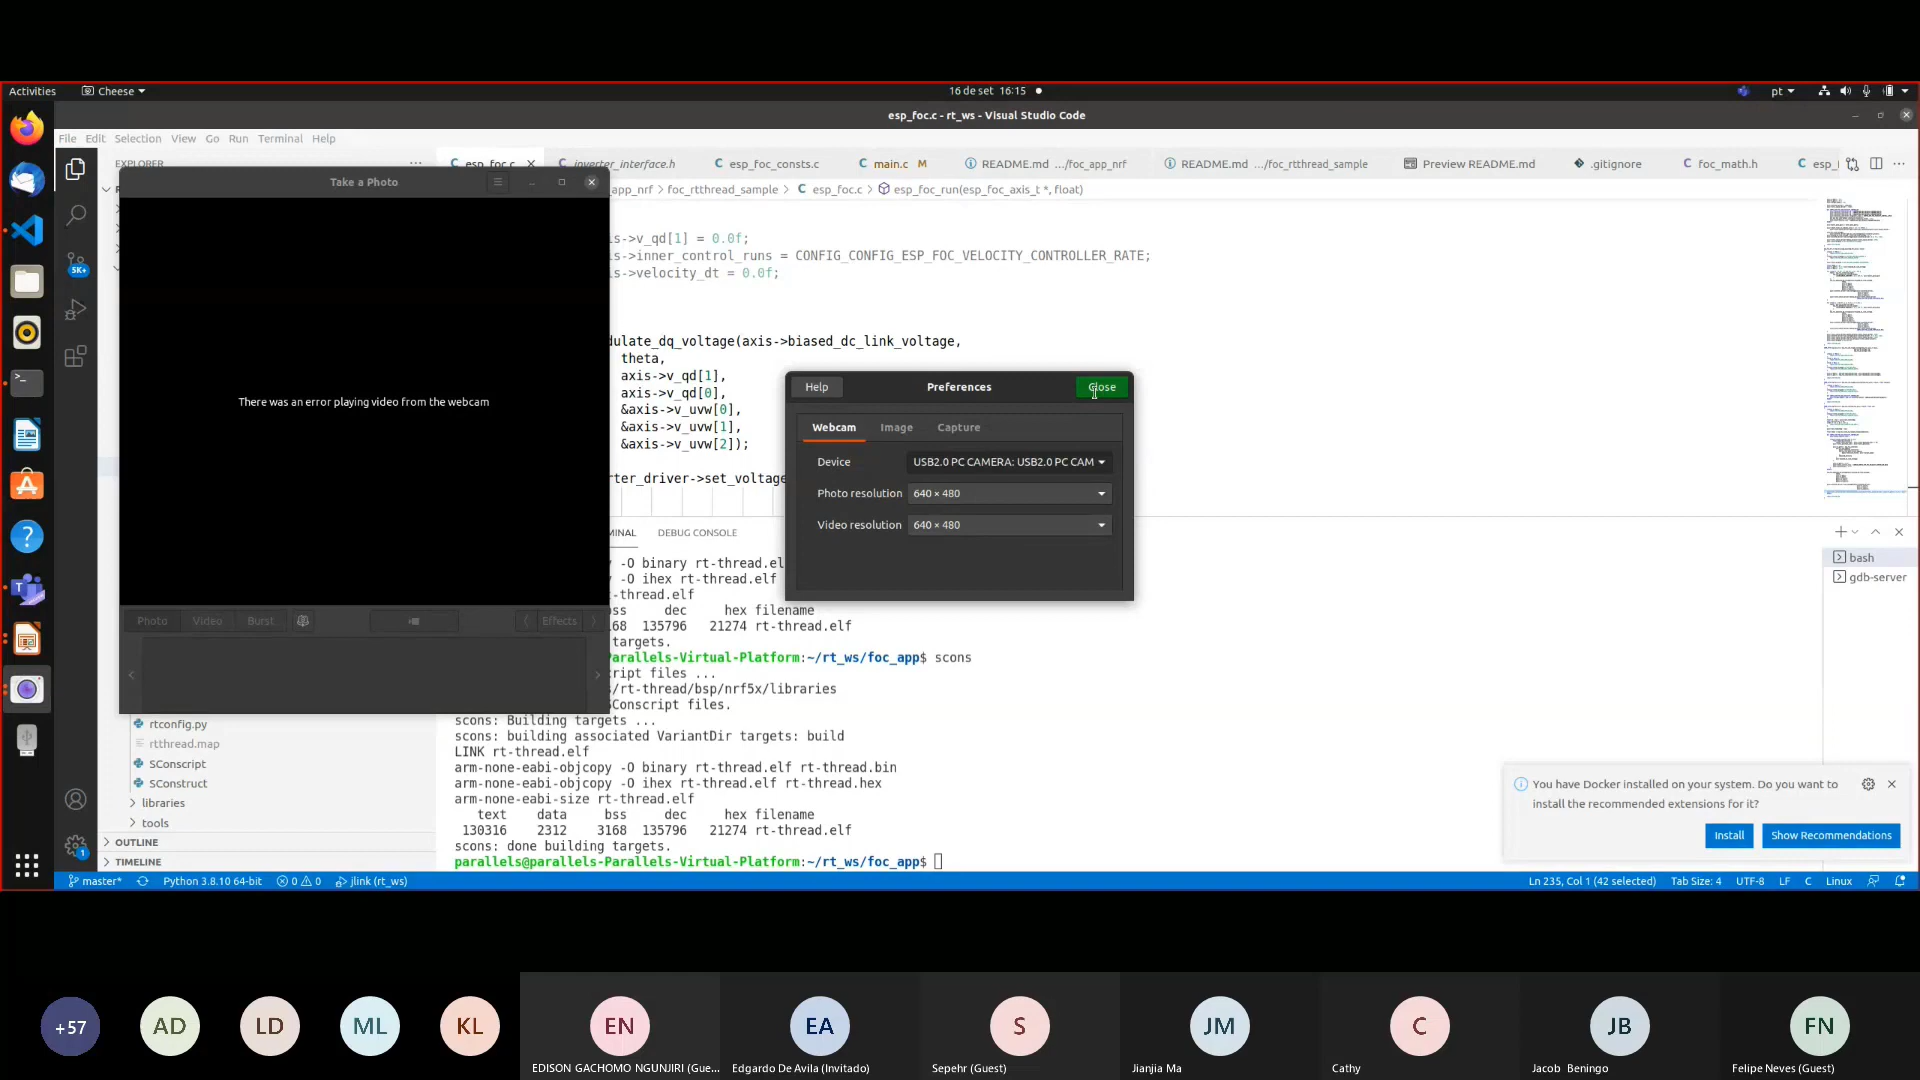 Activities
Cheese
16 de set 16:15
pt
esp_foc.c - rt_ws - Visual Studio Code
File Edit Selection View Go Run Terminal Help
EXPLORER
esp_foc.c
inverter_interface.h
esp_foc_consts.c
main.c M
README.md .../foc_app_nrf
README.md .../foc_rtthread_sample
Preview README.md
.gitignore
foc_math.h
Take a Photo
app_nrf > foc_rtthread_sample > esp_foc.c > esp_foc_run(esp_foc_axis_t *, float)
s->v_qd[1] = 0.0f;
s->inner_control_runs = CONFIG_CONFIG_ESP_FOC_VELOCITY_CONTROLLER_RATE;
s->velocity_dt = 0.0f;
dulate_dq_voltage(axis->biased_dc_link_voltage,
theta,
axis->v_qd[1],
axis->v_qd[0],
&axis->v_uvw[0],
&axis->v_uvw[1],
&axis->v_uvw[2]);
rter_driver->set_voltage
There was an error playing video from the webcam
Photo Video Burst
Effects
Help
Preferences
Close
Webcam Image Capture
Device USB2.0 PC CAMERA: USB2.0 PC CAM
Photo resolution 640 × 480
Video resolution 640 × 480
MINAL DEBUG CONSOLE
bash
gdb-server
5K+
-O binary rt-thread.el
-O ihex rt-thread.elf
t-thread.elf
ss dec hex filename
168 135796 21274 rt-thread.elf
targets.
Parallels-Virtual-Platform:~/rt_ws/foc_app$ scons
cript files ...
s/rt-thread/bsp/nrf5x/libraries
SConscript files.
scons: Building targets ...
scons: building associated VariantDir targets: build
LINK rt-thread.elf
arm-none-eabi-objcopy -O binary rt-thread.elf rt-thread.bin
arm-none-eabi-objcopy -O ihex rt-thread.elf rt-thread.hex
arm-none-eabi-size rt-thread.elf
text data bss dec hex filename
130316 2312 3168 135796 21274 rt-thread.elf
scons: done building targets.
parallels@parallels-Parallels-Virtual-Platform:~/rt_ws/foc_app$
rtconfig.py
rtthread.map
SConscript
SConstruct
libraries
tools
OUTLINE
TIMELINE
1
You have Docker installed on your system. Do you want to
install the recommended extensions for it?
Install
Show Recommendations
master*
Python 3.8.10 64-bit
0 0
jlink (rt_ws)
Ln 235, Col 1 (42 selected)
Tab Size: 4
UTF-8
LF
C
Linux
+57
AD
LD
ML
KL
EN
EA
S
JM
C
JB
FN
EDISON GACHOMO NGUNJIRI (Gue...
Edgardo De Avila (Invitado)
Sepehr (Guest)
Jianjia Ma
Cathy
Jacob Beningo
Felipe Neves (Guest)